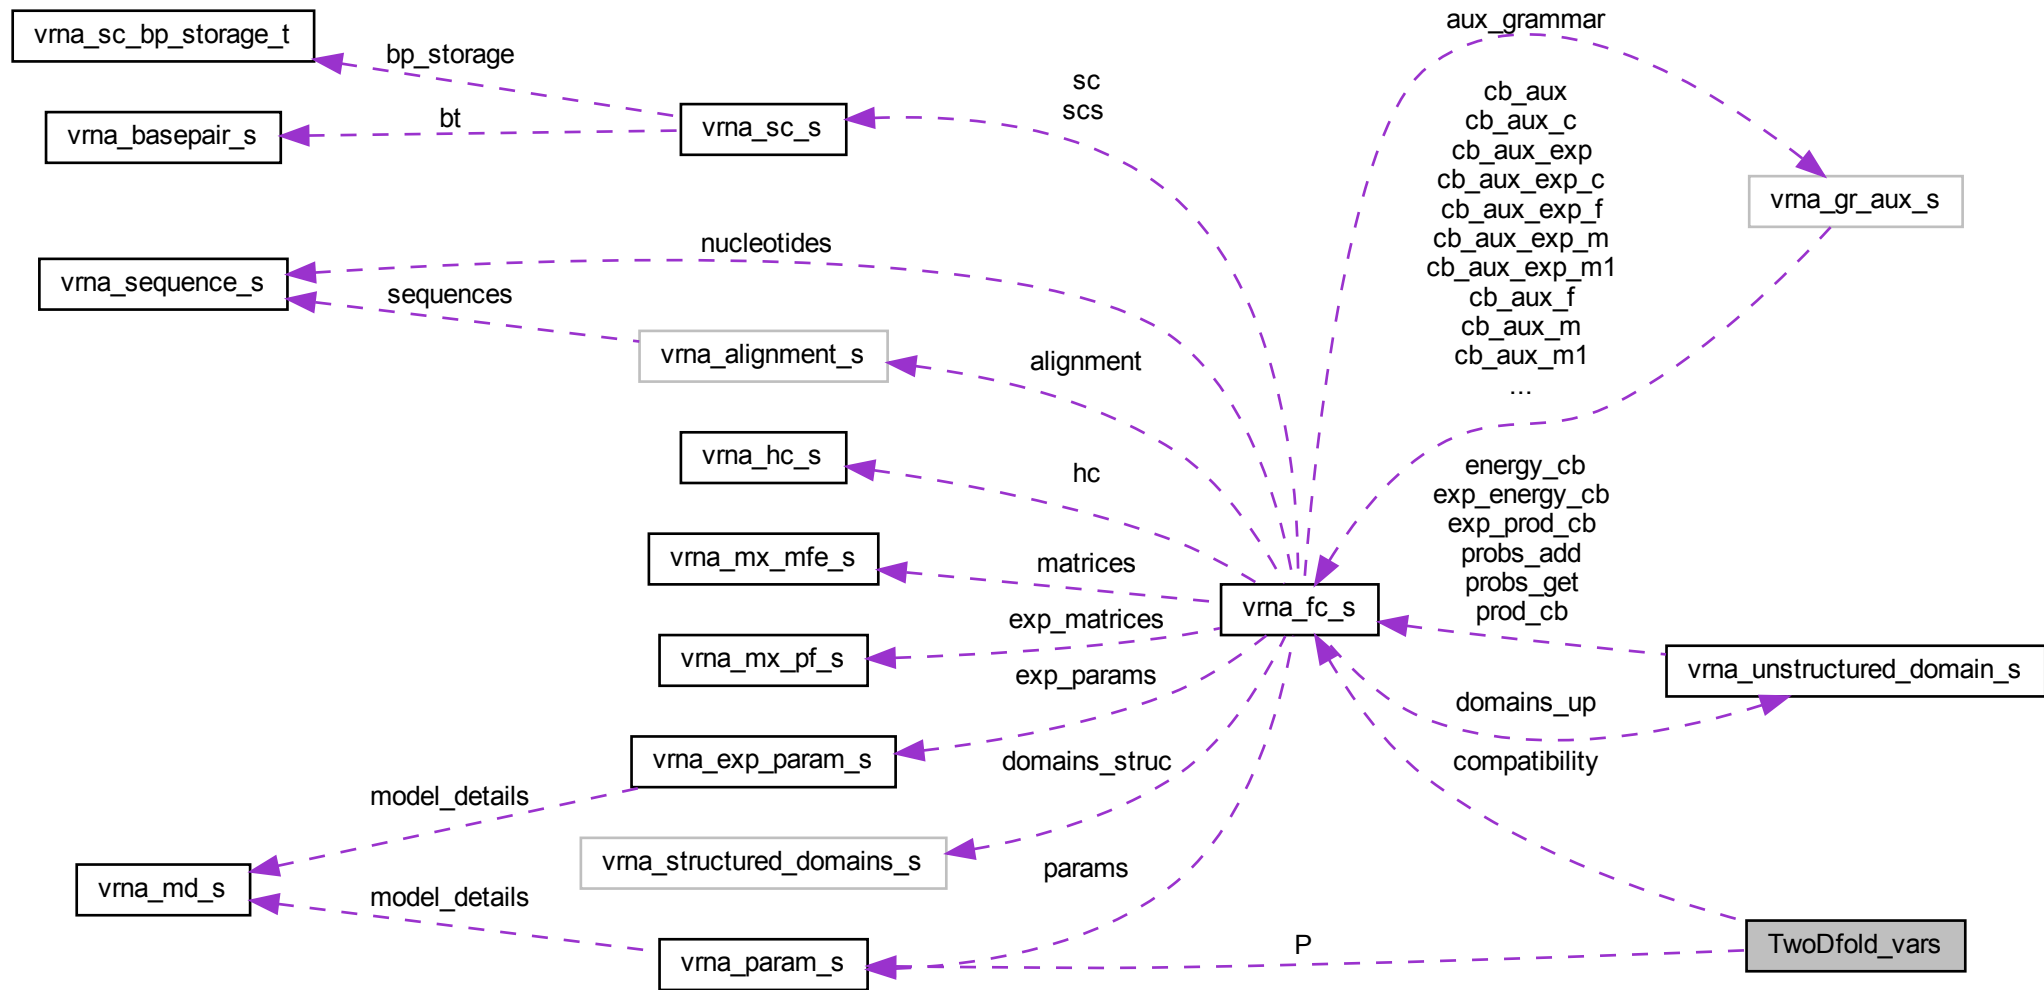 aux_grammar
vrna_sc_bp_storage_t
bp_storage
sc
scs
cb_aux
cb_aux_c
cb_aux_exp
cb_aux_exp_c
cb_aux_exp_f
cb_aux_exp_m
cb_aux_exp_m1
cb_aux_f
cb_aux_m
cb_aux_m1
...
vrna_basepair_s
bt
vrna_sc_s
vrna_gr_aux_s
nucleotides
vrna_sequence_s
sequences
vrna_alignment_s
alignment
vrna_hc_s
hc
energy_cb
exp_energy_cb
exp_prod_cb
probs_add
probs_get
prod_cb
vrna_mx_mfe_s
matrices
vrna_fc_s
exp_matrices
vrna_mx_pf_s
exp_params
vrna_unstructured_domain_s
domains_up
vrna_exp_param_s
domains_struc
compatibility
model_details
vrna_structured_domains_s
params
vrna_md_s
model_details
vrna_param_s
P
TwoDfold_vars